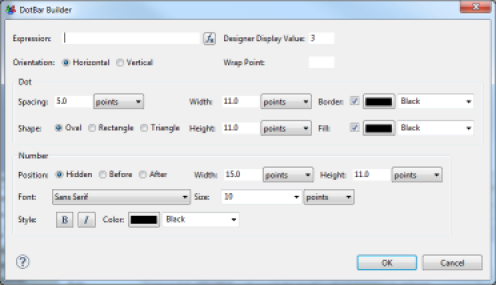 DotBar Builder
Expression: fx Designer Display Value: 3
Orientation: Horizontal Vertical Wrap Point:
Dot
Spacing: 5.0 points Width: 11.0 points Border: Black
Shape: Oval Rectangle Triangle Height: 11.0 points Fill: Black
Number
Position: Hidden Before After Width: 15.0 points Height: 11.0 points
Font: Sans Serif Size: 10 points
Style: B I Color: Black
? OK Cancel